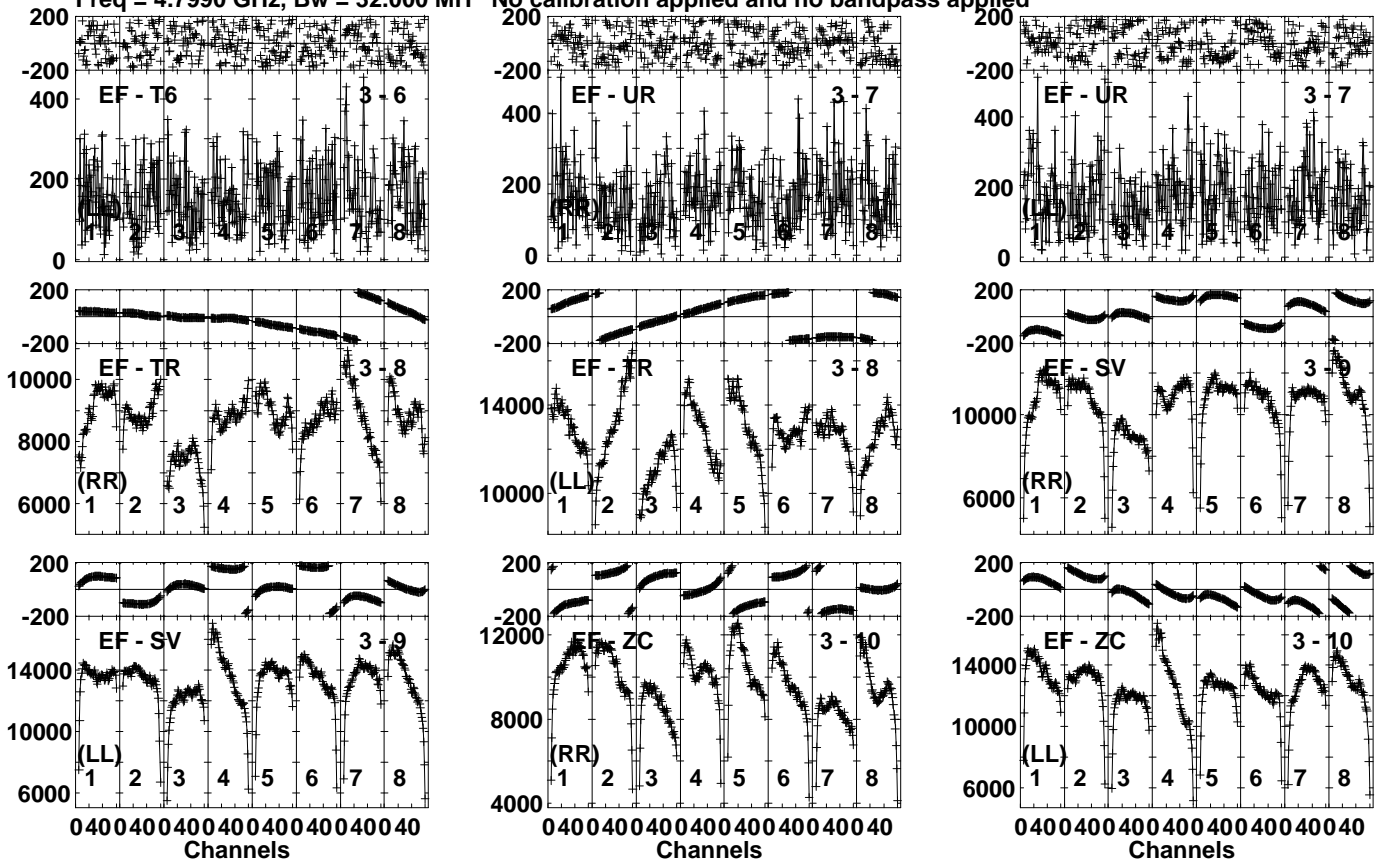 Freq = 4.7990 GHz, Bw = 32.000 MH No calibration applied and no bandpass applied
200
-200
EF - T6 3 - 6
400
200
0
(LL)
1 2 3 4 5 6 7 8
200
-200
EF - UR 3 - 7
400
200
0
(RR)
1 2 3 4 5 6 7 8
200
-200
EF - UR 3 - 7
400
200
0
(LL)
1 2 3 4 5 6 7 8
200
-200
EF - TR 3 - 8
10000
8000
6000
(RR)
1 2 3 4 5 6 7 8
200
-200
EF - TR 3 - 8
14000
10000
(LL)
1 2 3 4 5 6 7 8
200
-200
EF - SV 3 - 9
10000
6000
(RR)
1 2 3 4 5 6 7 8
200
-200
EF - SV 3 - 9
14000
10000
6000
(LL)
1 2 3 4 5 6 7 8
0 40 0 40 0 40 0 40 0 40 0 40 0 40 0 40
Channels
200
-200
EF - ZC 3 - 10
12000
8000
4000
(RR)
1 2 3 4 5 6 7 8
0 40 0 40 0 40 0 40 0 40 0 40 0 40 0 40
Channels
200
-200
EF - ZC 3 - 10
14000
10000
6000
(LL)
1 2 3 4 5 6 7 8
0 40 0 40 0 40 0 40 0 40 0 40 0 40 0 40
Channels